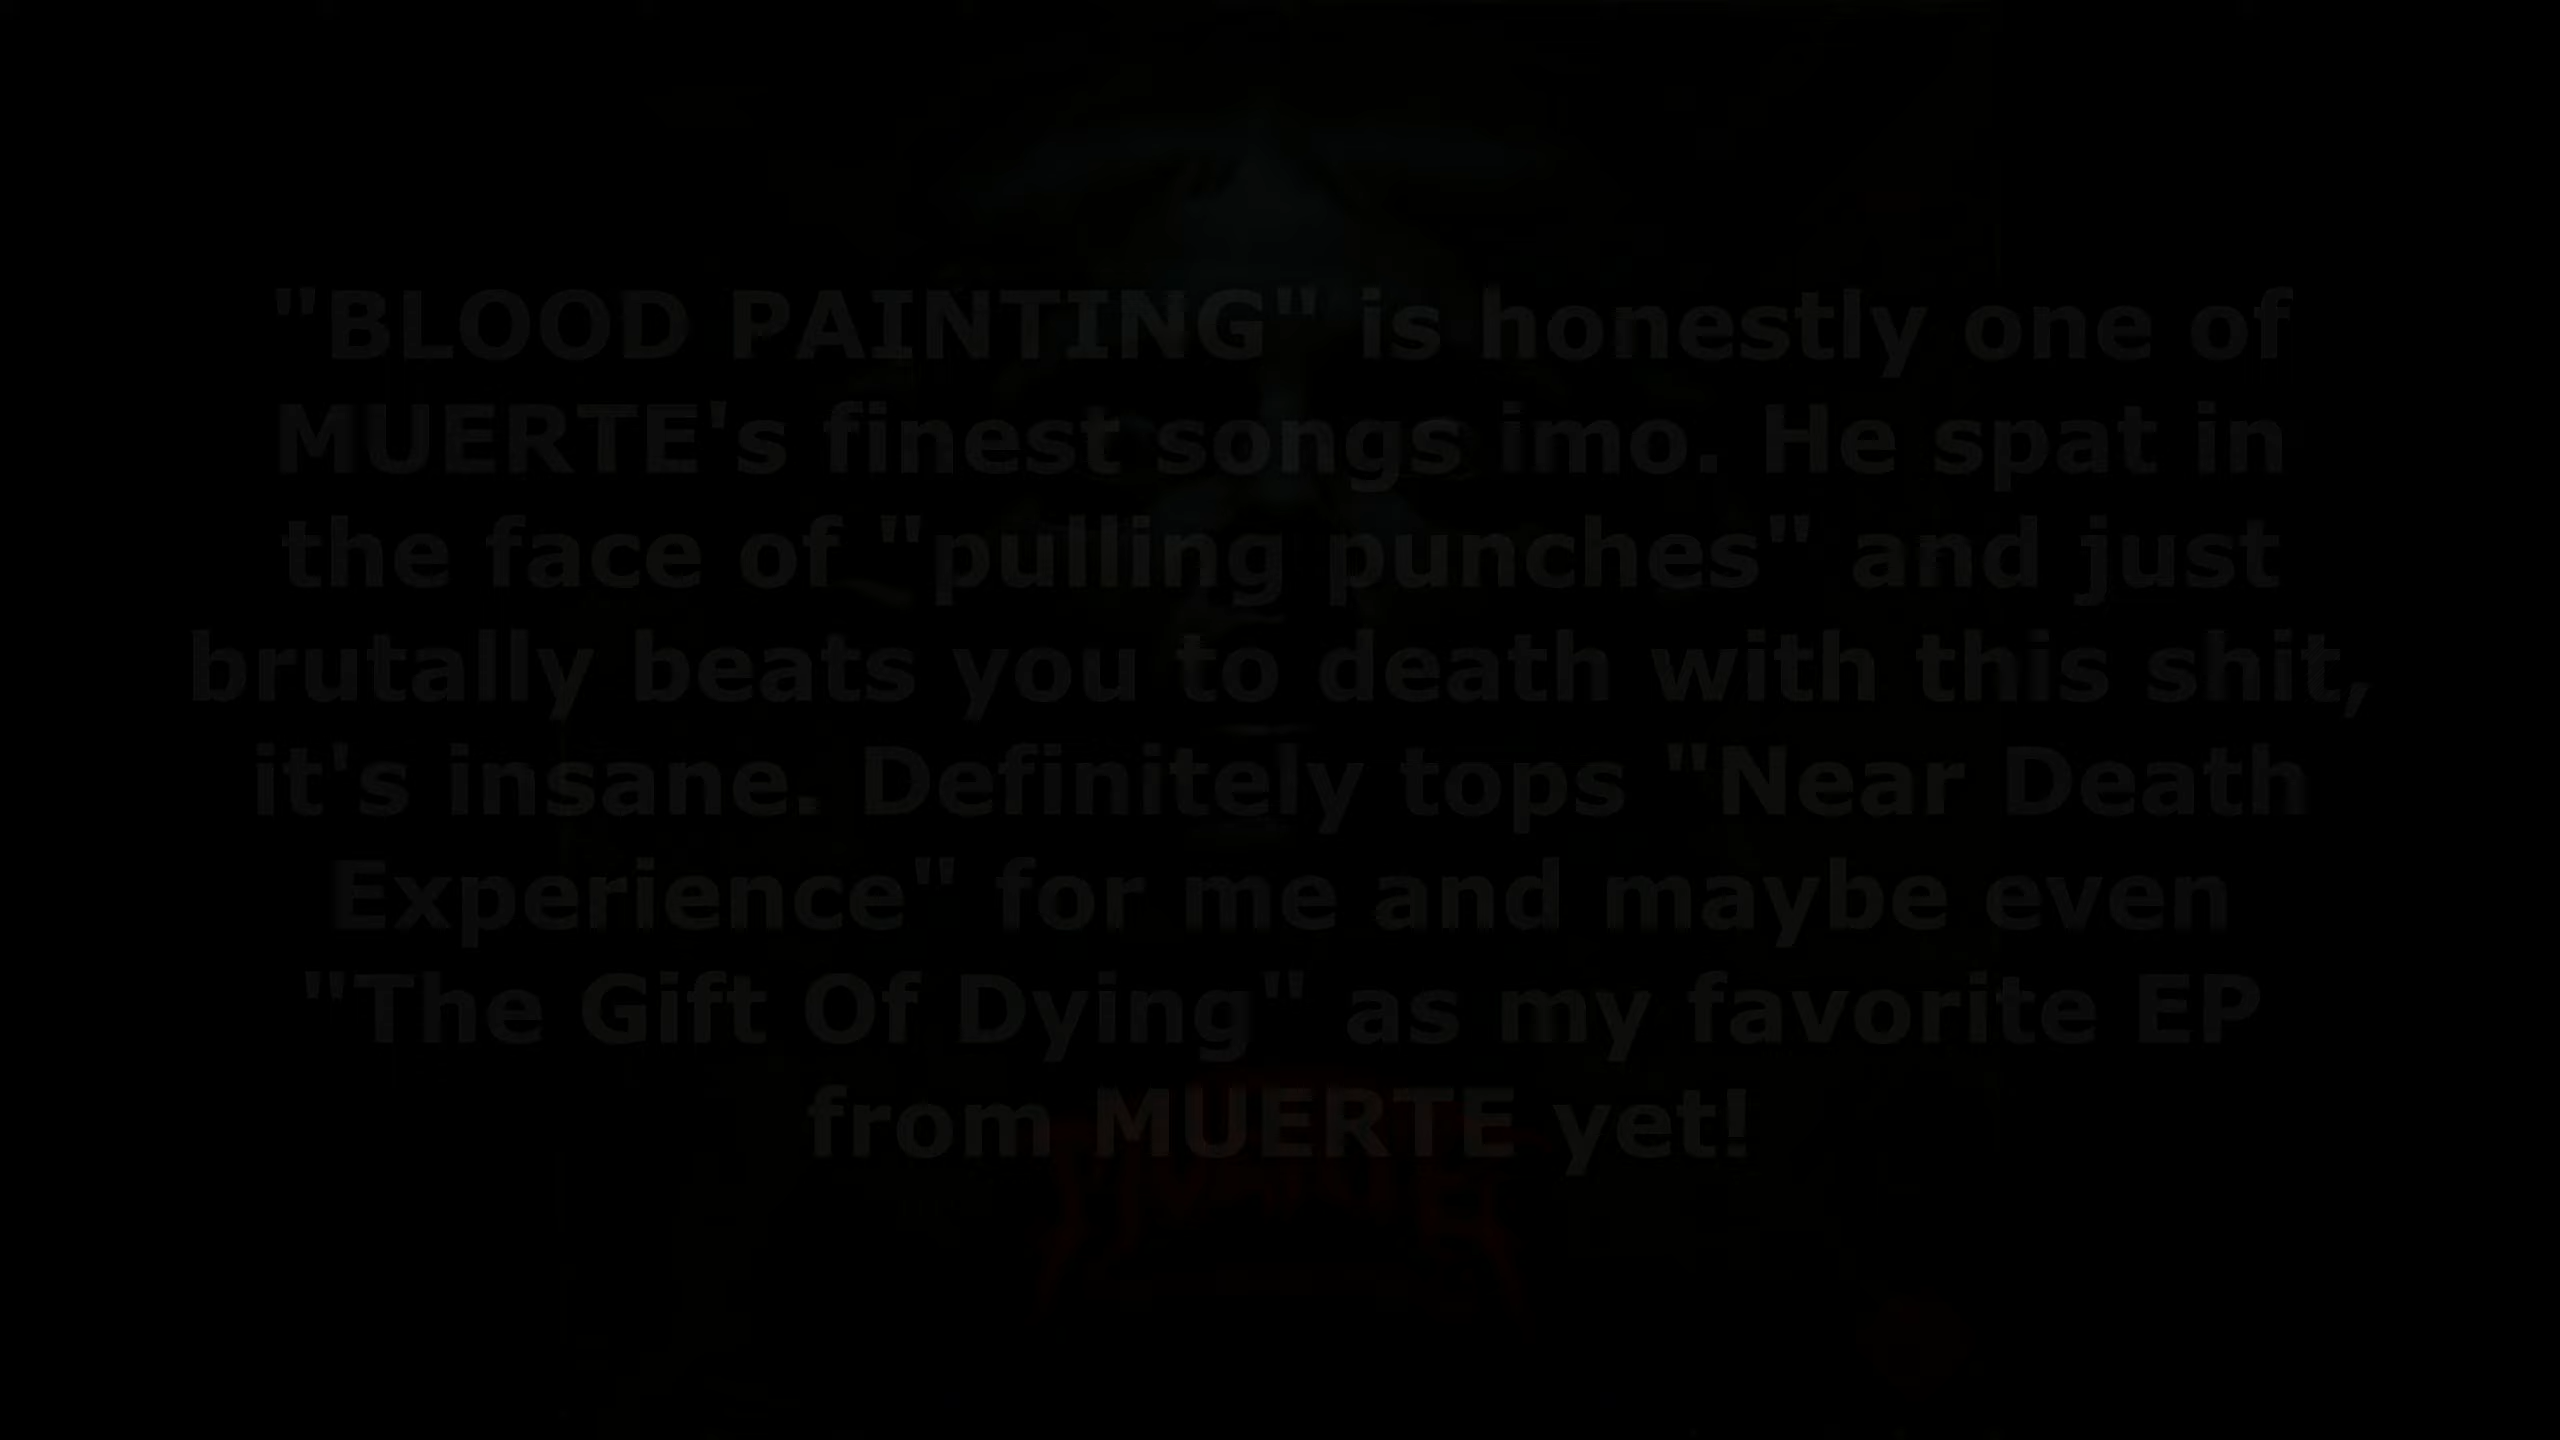 "BLOOD PAINTING" is honestly one of
MUERTE's finest songs imo. He spat in
the face of "pulling punches" and just
brutally beats you to death with this shit,
it's insane. Definitely tops "Near Death
Experience" for me and maybe even
"The Gift Of Dying" as my favorite EP
from MUERTE yet!